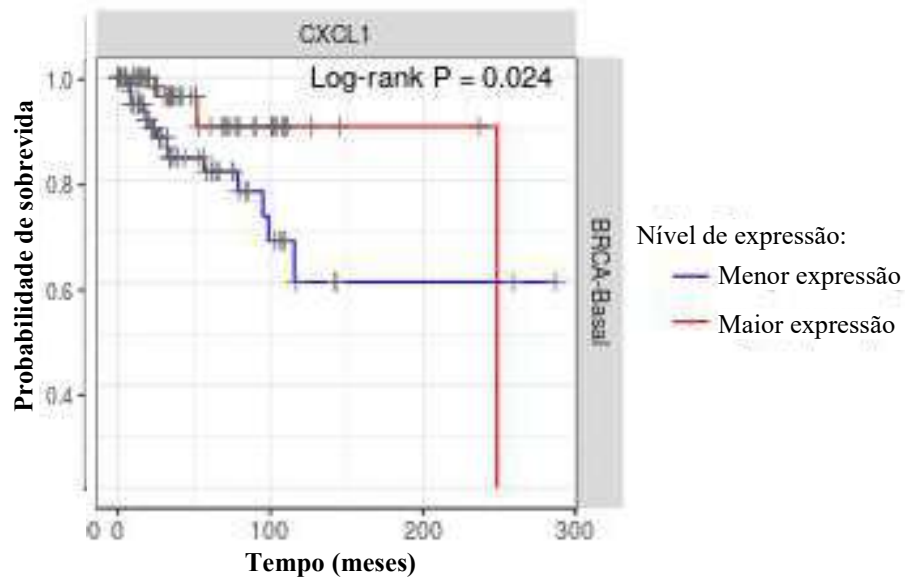 CXCL1
Log-rank P = 0.024
Probabilidade de sobrevida
1.0
0.8
0.6
0.4
BRCA-Basal
Nível de expressão:
Menor expressão
Maior expressão
0 0 100 200 300
Tempo (meses)